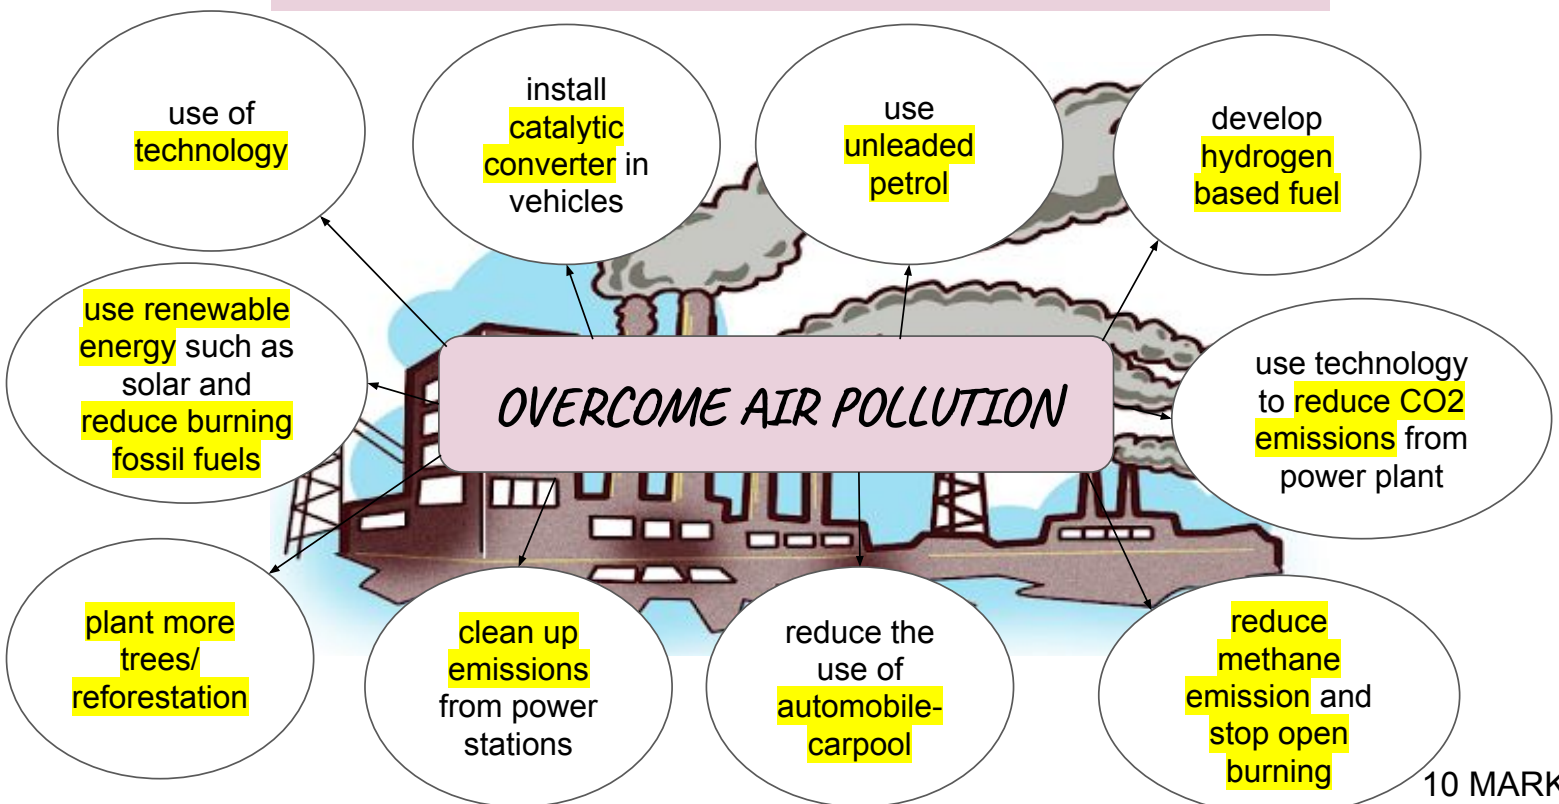 use of
technology
install
catalytic
converter in
vehicles
use
unleaded
petrol
develop
hydrogen
based fuel
use renewable
energy such as
solar and
reduce burning
fossil fuels
OVERCOME AIR POLLUTION
use technology
to reduce CO2
emissions from
power plant
plant more
trees/
reforestation
clean up
emissions
from power
stations
reduce the
use of
automobile-
carpool
reduce
methane
emission and
stop open
burning
10 MARK